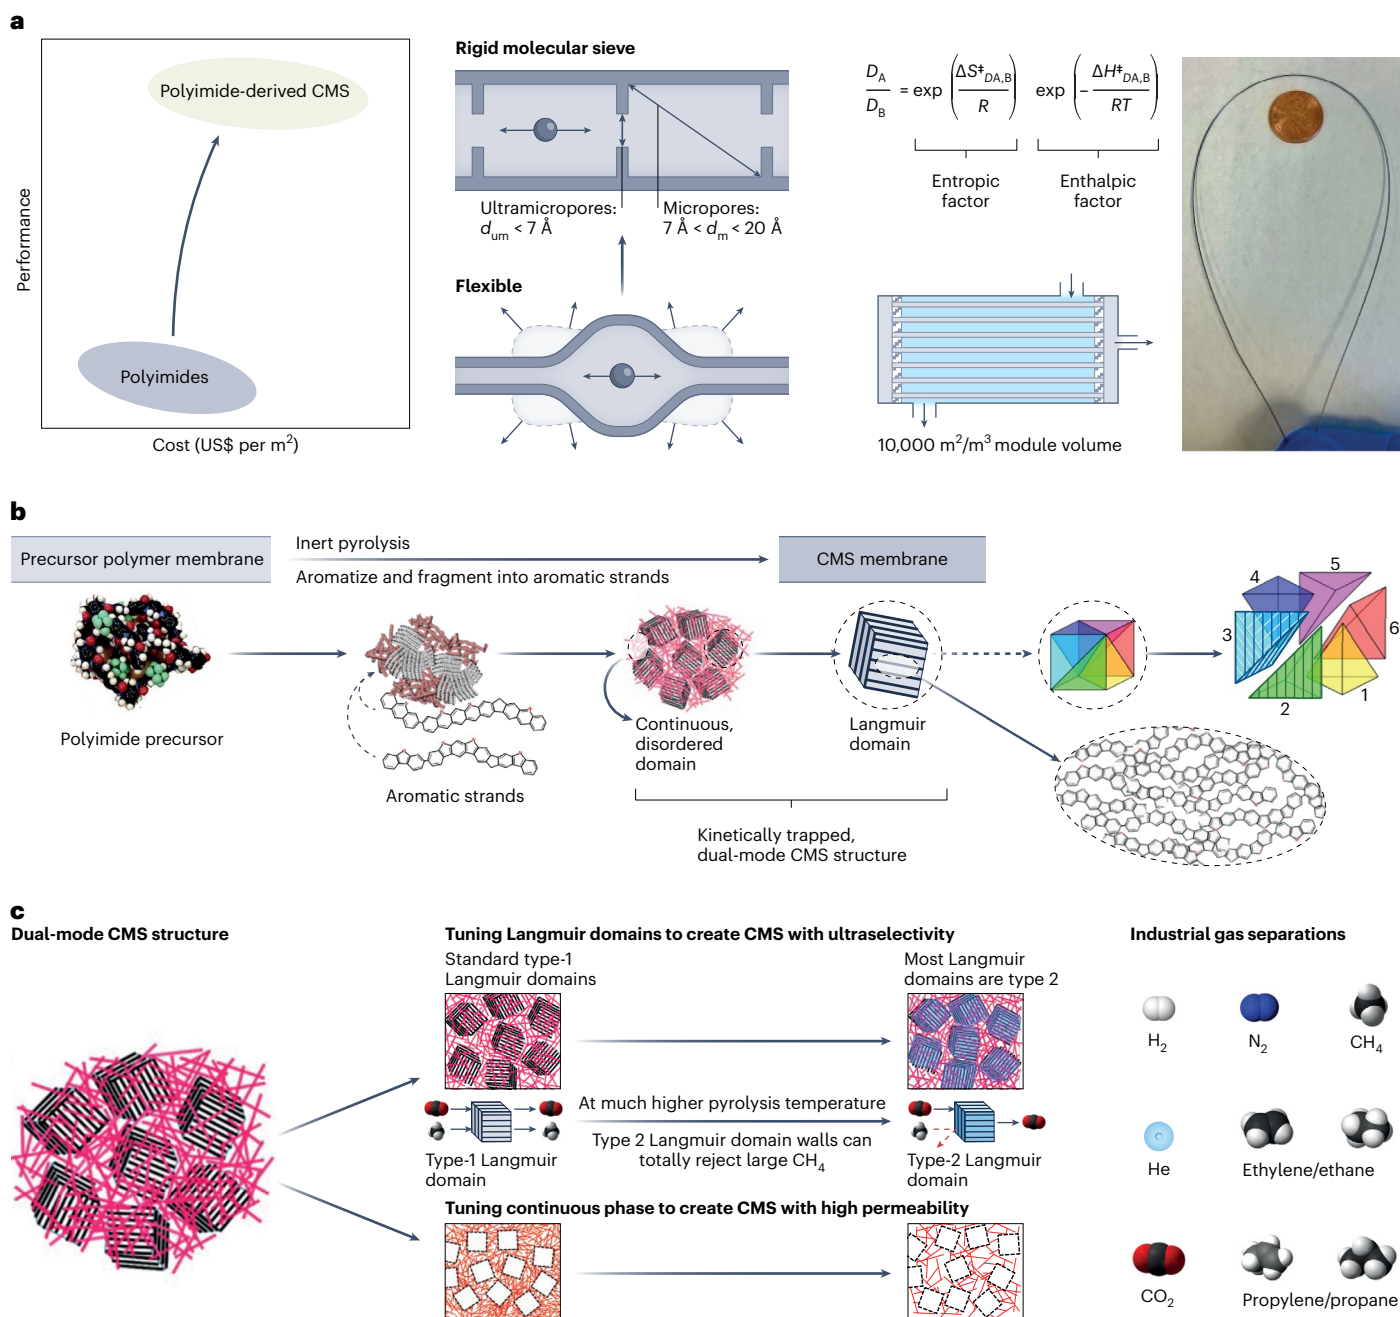 a
Performance
Polyimide-derived CMS
Polyimides
Cost (US$ per m²)
Rigid molecular sieve
Ultramicropores:
d_um < 7 Å
Micropores:
7 Å < d_m < 20 Å
Flexible
D_A / D_B = exp (ΔS‡_DA,B / R) exp (− ΔH‡_DA,B / RT)
Entropic
factor
Enthalpic
factor
10,000 m²/m³ module volume
b
Precursor polymer membrane
Inert pyrolysis
Aromatize and fragment into aromatic strands
CMS membrane
Polyimide precursor
Aromatic strands
Continuous,
disordered
domain
Langmuir
domain
Kinetically trapped,
dual-mode CMS structure
5
4
3
6
1
2
c
Dual-mode CMS structure
Tuning Langmuir domains to create CMS with ultraselectivity
Standard type-1
Langmuir domains
Most Langmuir
domains are type 2
At much higher pyrolysis temperature
Type 2 Langmuir domain walls can
totally reject large CH₄
Type-1 Langmuir
domain
Type-2 Langmuir
domain
Tuning continuous phase to create CMS with high permeability
Industrial gas separations
H₂
N₂
CH₄
He
Ethylene/ethane
CO₂
Propylene/propane